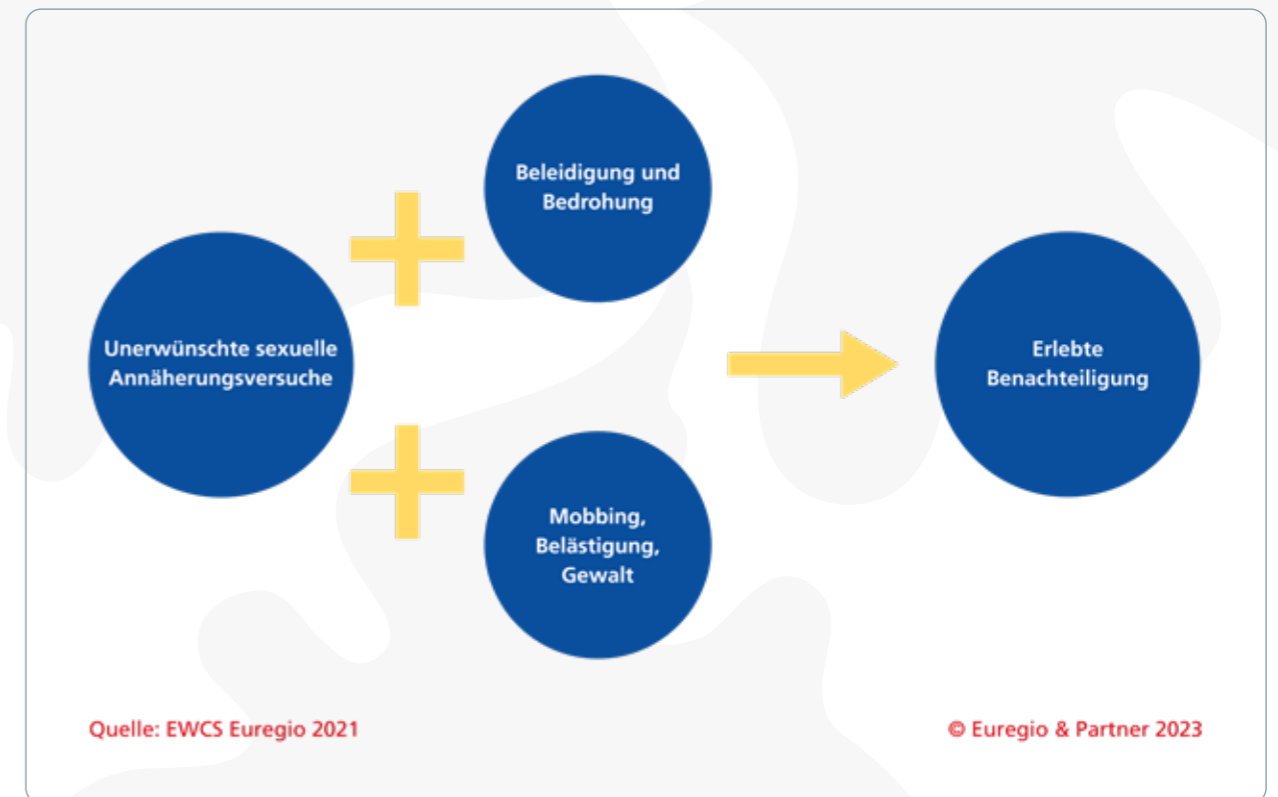 Unerwünschte sexuelle
Annäherungsversuche
Beleidigung und
Bedrohung
Mobbing,
Belästigung,
Gewalt
Erlebte
Benachteiligung
Quelle: EWCS Euregio 2021
© Euregio & Partner 2023